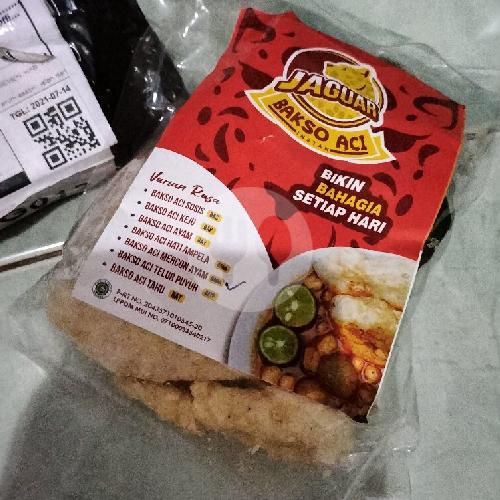 TGL: 2021-07-14
JAGUAR
BAKSO ACI
BIKIN
BAHAGIA
SETIAP HARI
Varian Rasa
• BAKSO ACI SOSIS
• BAKSO ACI KEJU
• BAKSO ACI AYAM
• BAKSO ACI HATI AMPELA
• BAKSO ACI MERCON AYAM
• BAKSO ACI TELUR PUYUH
• BAKSO ACI TAHU